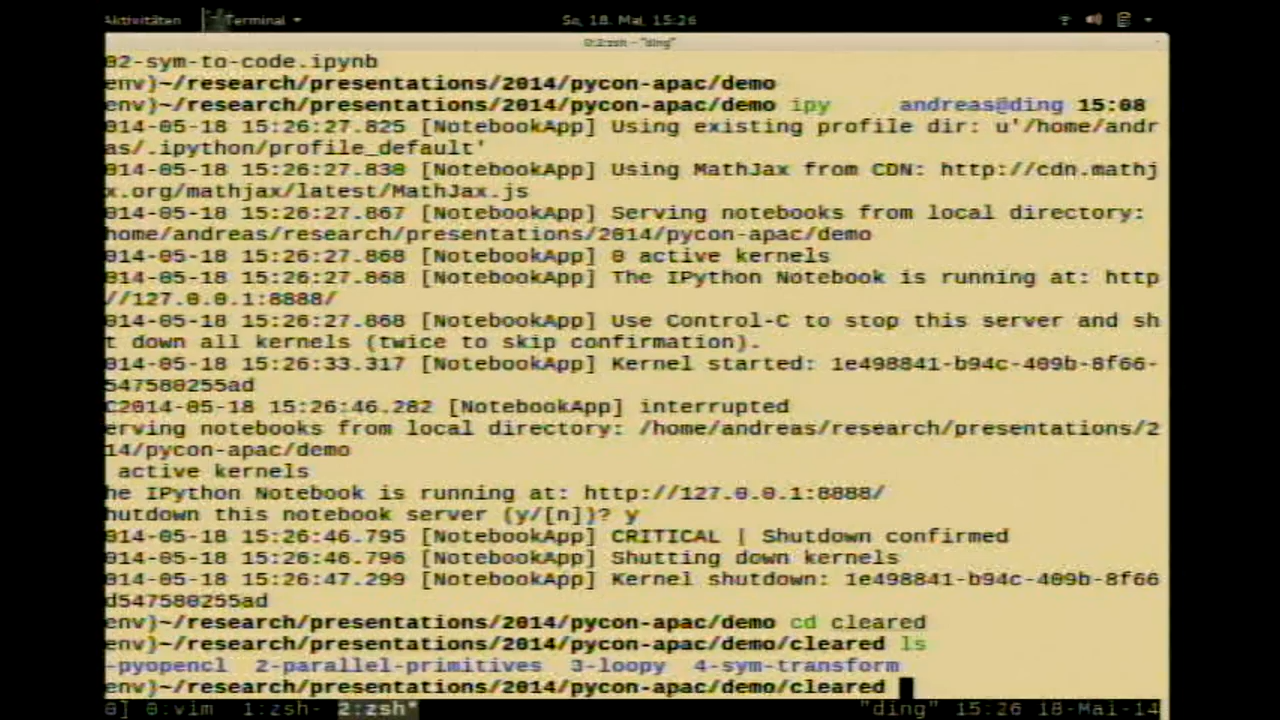 Aktivitäten Terminal So, 18. Mai, 15:26
0:2:zsh - "ding"
02-sym-to-code.ipynb
env)~/research/presentations/2014/pycon-apac/demo
env)~/research/presentations/2014/pycon-apac/demo ipy andreas@ding 15:08
014-05-18 15:26:27.825 [NotebookApp] Using existing profile dir: u'/home/andr
as/.ipython/profile_default'
014-05-18 15:26:27.838 [NotebookApp] Using MathJax from CDN: http://cdn.mathj
x.org/mathjax/latest/MathJax.js
014-05-18 15:26:27.867 [NotebookApp] Serving notebooks from local directory:
home/andreas/research/presentations/2014/pycon-apac/demo
014-05-18 15:26:27.868 [NotebookApp] 0 active kernels
014-05-18 15:26:27.868 [NotebookApp] The IPython Notebook is running at: http
//127.0.0.1:8888/
014-05-18 15:26:27.868 [NotebookApp] Use Control-C to stop this server and sh
t down all kernels (twice to skip confirmation).
014-05-18 15:26:33.317 [NotebookApp] Kernel started: 1e498841-b94c-409b-8f66-
547580255ad
C2014-05-18 15:26:46.282 [NotebookApp] interrupted
erving notebooks from local directory: /home/andreas/research/presentations/2
14/pycon-apac/demo
active kernels
he IPython Notebook is running at: http://127.0.0.1:8888/
hutdown this notebook server (y/[n])? y
014-05-18 15:26:46.795 [NotebookApp] CRITICAL | Shutdown confirmed
014-05-18 15:26:46.796 [NotebookApp] Shutting down kernels
014-05-18 15:26:47.299 [NotebookApp] Kernel shutdown: 1e498841-b94c-409b-8f66
d547580255ad
env)~/research/presentations/2014/pycon-apac/demo cd cleared
env)~/research/presentations/2014/pycon-apac/demo/cleared ls
-pyopencl 2-parallel-primitives 3-loopy 4-sym-transform
env)~/research/presentations/2014/pycon-apac/demo/cleared
0] 0:vim 1:zsh- 2:zsh* "ding" 15:26 18-Mai-14